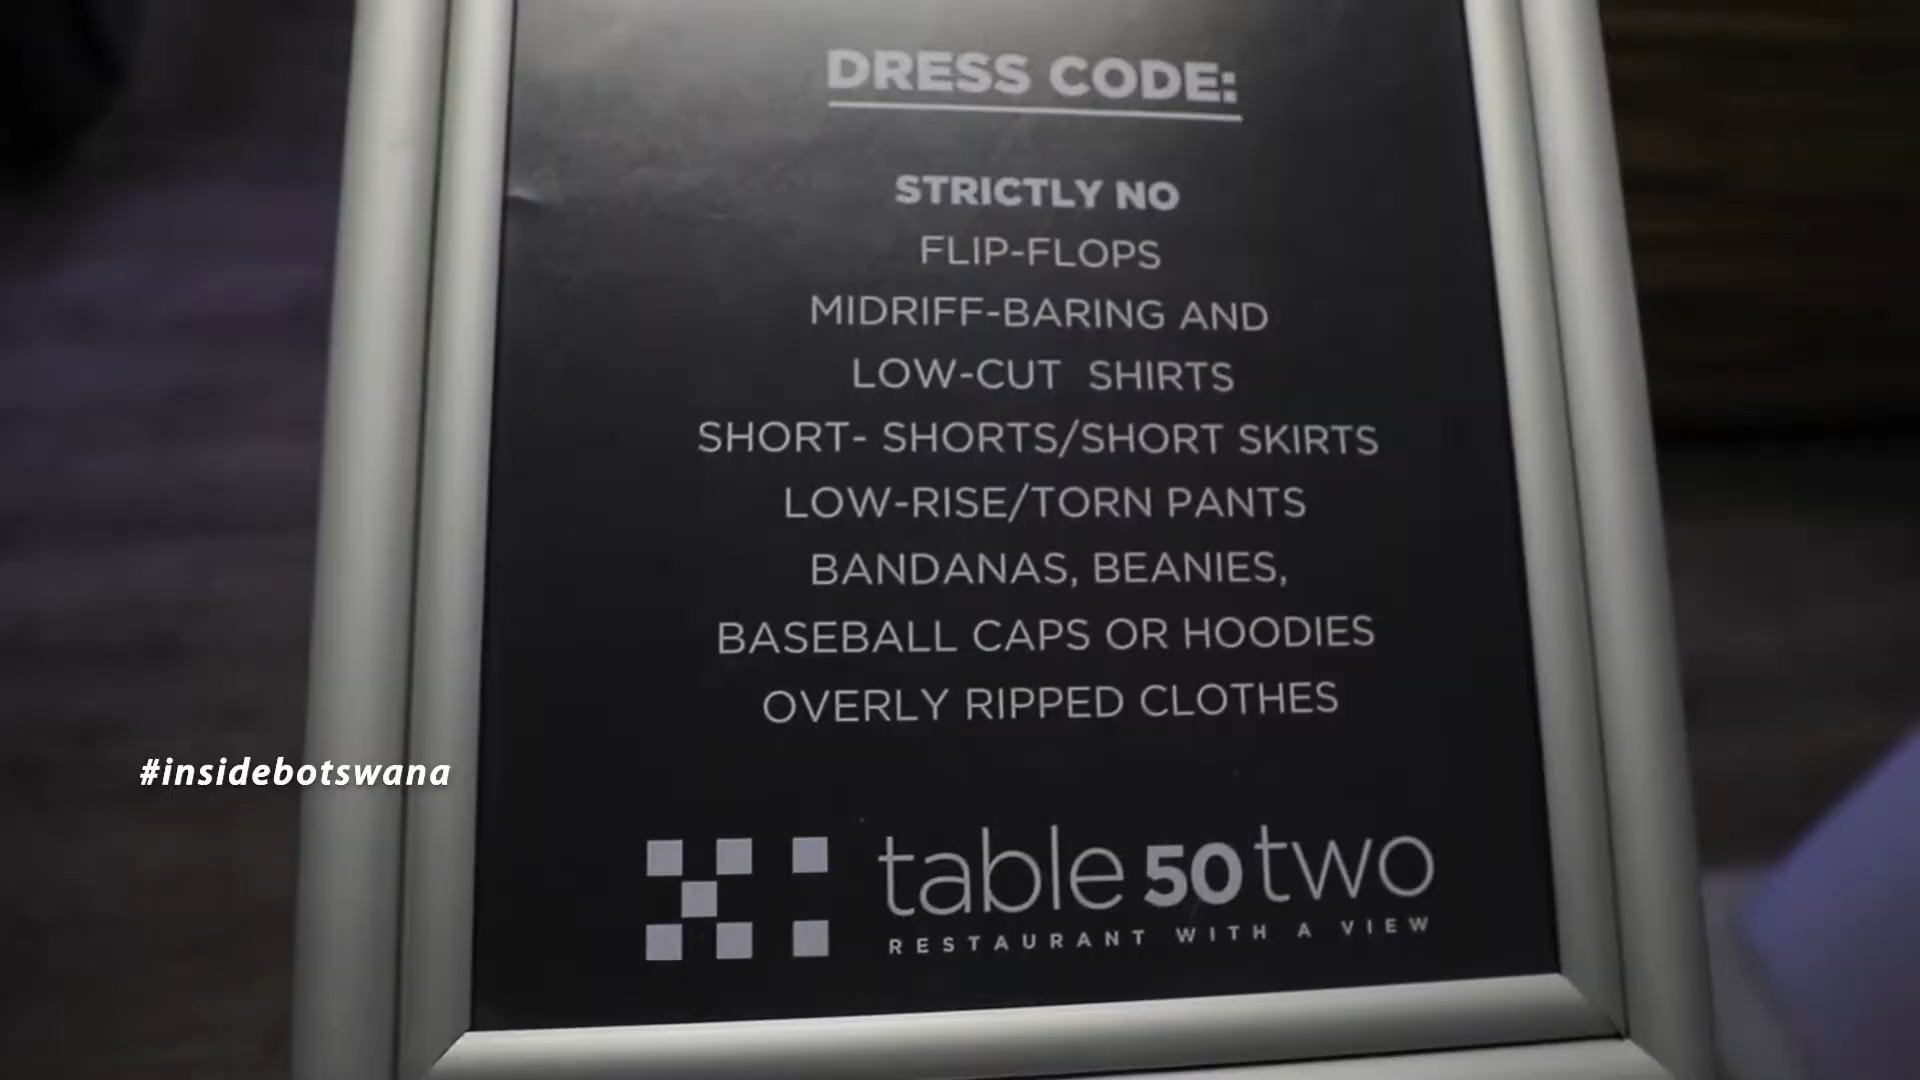 DRESS CODE:
STRICTLY NO
FLIP-FLOPS
MIDRIFF-BARING AND
LOW-CUT SHIRTS
SHORT- SHORTS/SHORT SKIRTS
LOW-RISE/TORN PANTS
BANDANAS, BEANIES,
BASEBALL CAPS OR HOODIES
OVERLY RIPPED CLOTHES
#insidebotswana
table 50 two
RESTAURANT WITH A VIEW